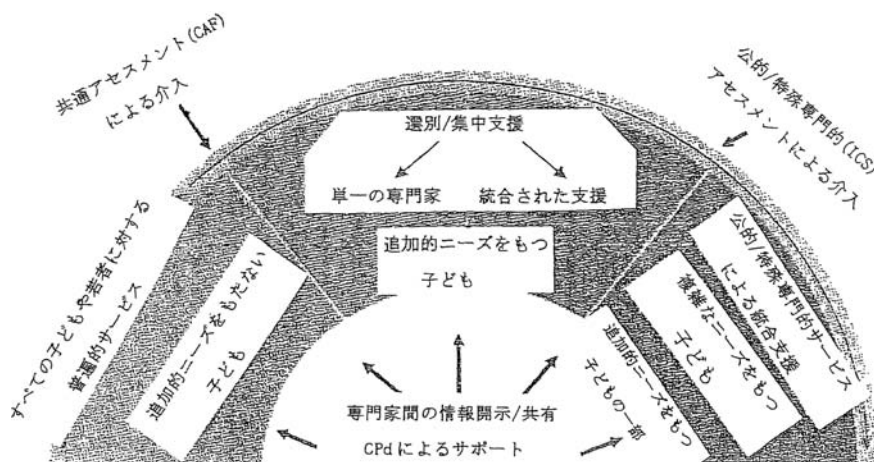 共通アセスメント(CAF)
による介入
公的/特殊専門的(ICS)
アセスメントによる介入
選別/集中支援
単一の専門家
統合された支援
追加的ニーズをもつ
子ども
すべての子どもや若者に対する
普遍的サービス
追加的ニーズをもたない
子ども
公的/特殊専門的サービス
による統合支援
複雑なニーズをもつ
子ども
追加的ニーズをもつ
子どもの一部
専門家間の情報開示/共有
CPdによるサポート